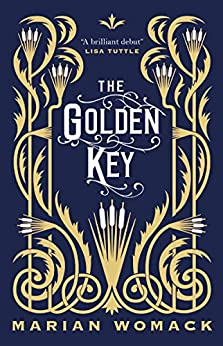 "A brilliant debut"
LISA TUTTLE
THE
GOLDEN
KEY
MARIAN WOMACK